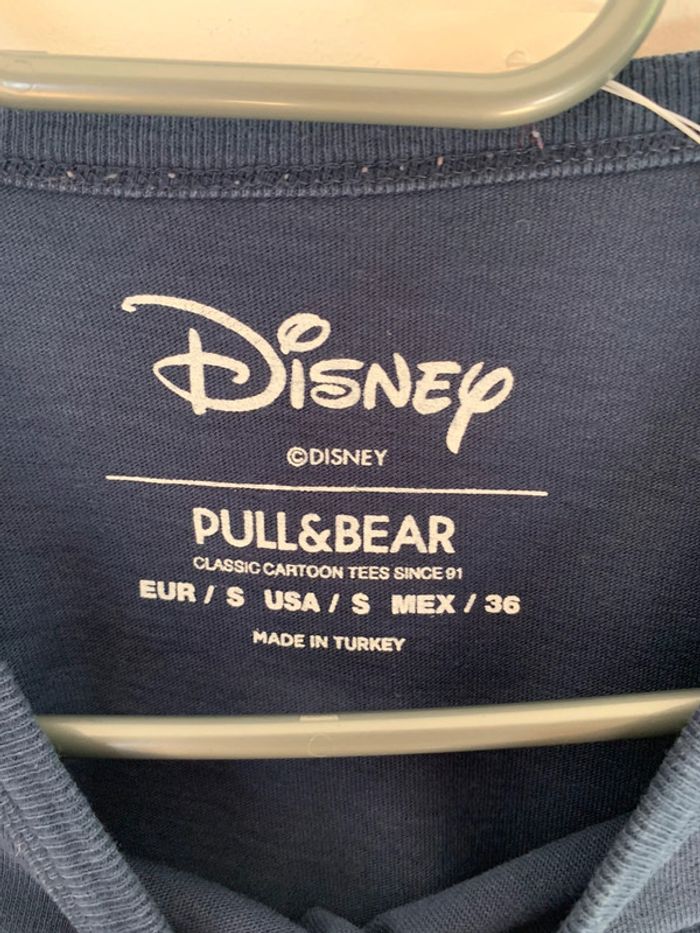 Disney
©DISNEY
PULL&BEAR
CLASSIC CARTOON TEES SINCE 91
EUR / S USA / S MEX / 36
MADE IN TURKEY